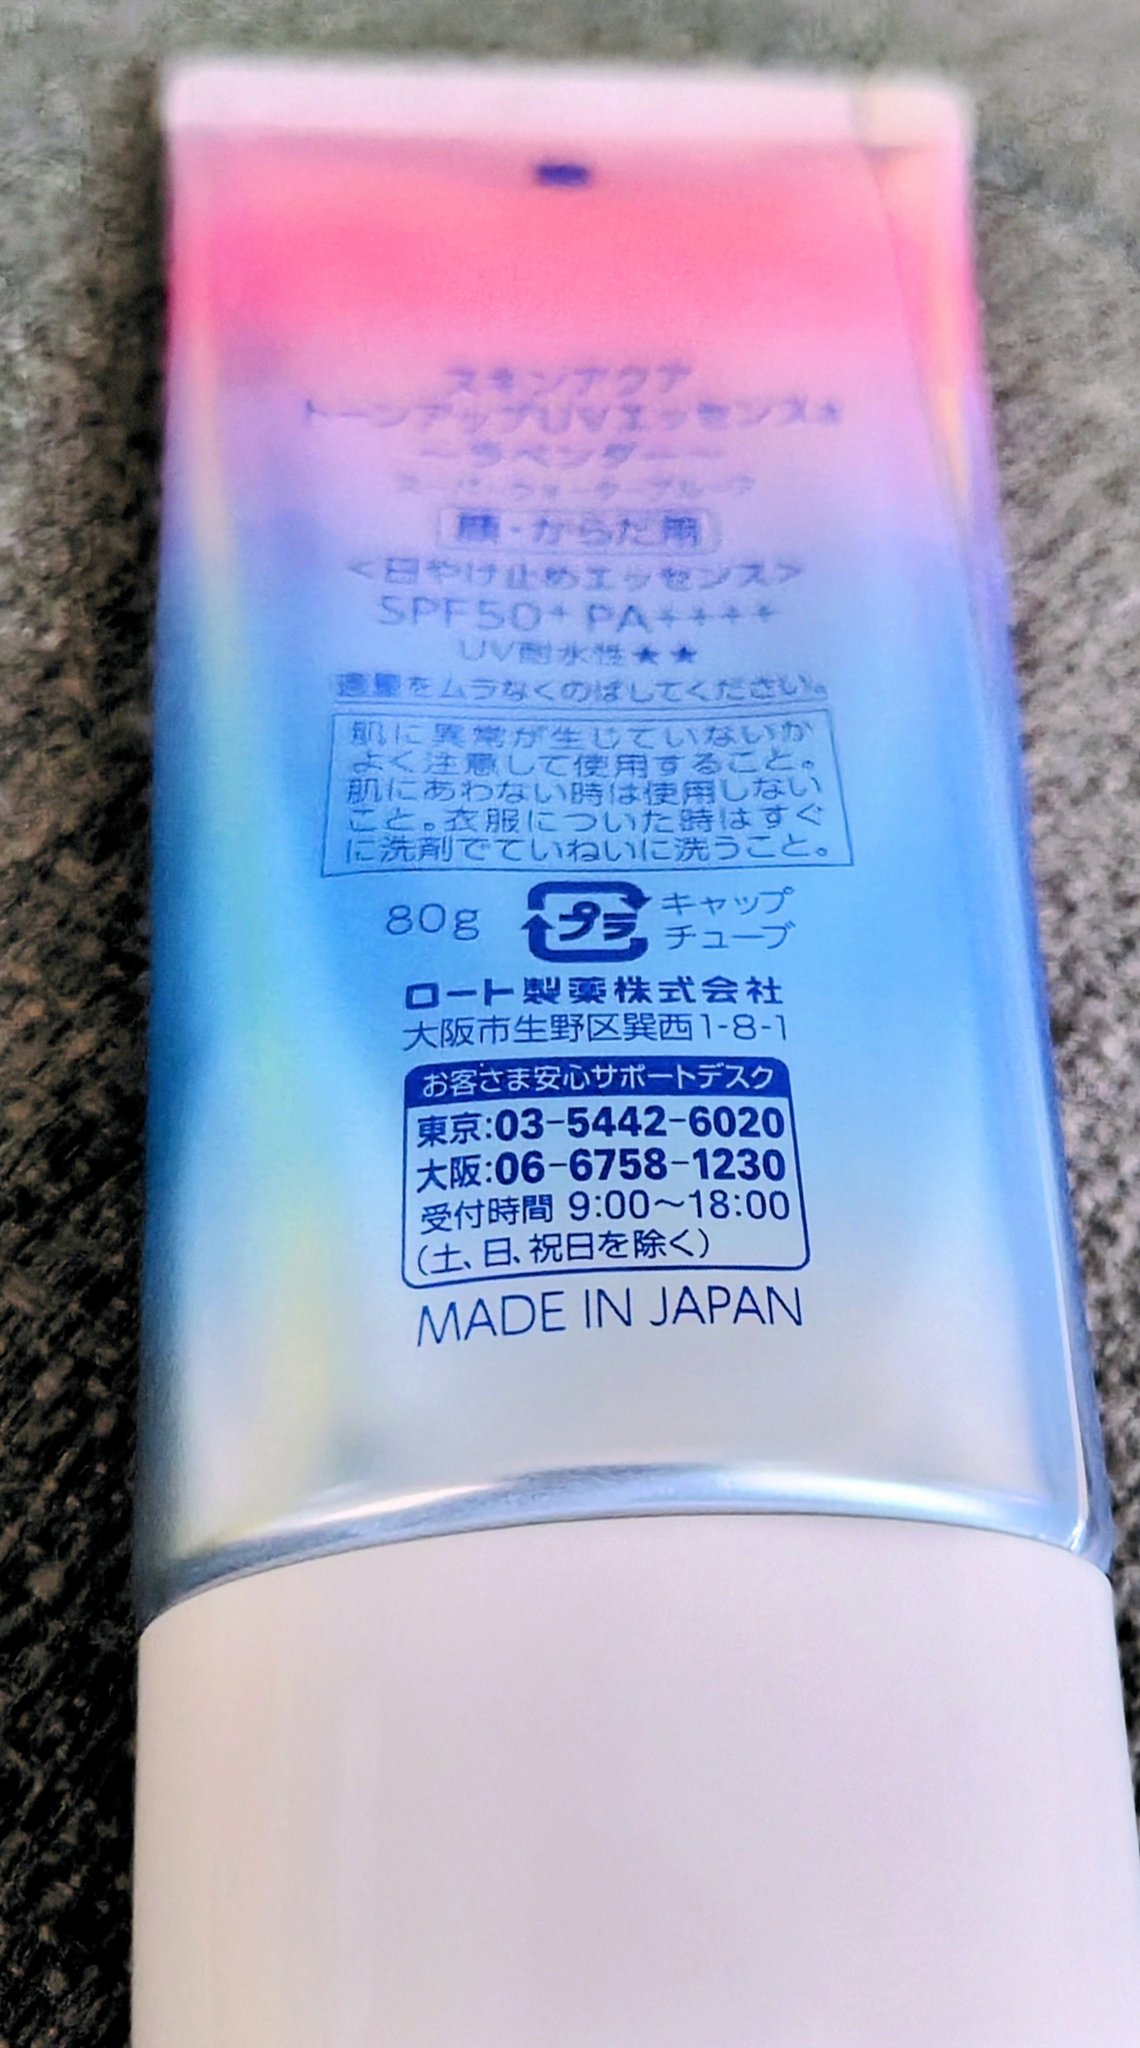 スキンアクア
トーンアップUVエッセンスa
〜ラベンダー〜
スーパーウォータープルーフ
顔・からだ用
<日やけ止めエッセンス>
SPF50+ PA++++
UV耐水性★★
適量をムラなくのばしてください。
肌に異常が生じていないか
よく注意して使用すること。
肌にあわない時は使用しない
こと。衣服についた時はすぐ
に洗剤でていねいに洗うこと。
80g プラ キャップ
チューブ
ロート製薬株式会社
大阪市生野区巽西1-8-1
お客さま安心サポートデスク
東京:03-5442-6020
大阪:06-6758-1230
受付時間 9:00〜18:00
(土、日、祝日を除く)
MADE IN JAPAN